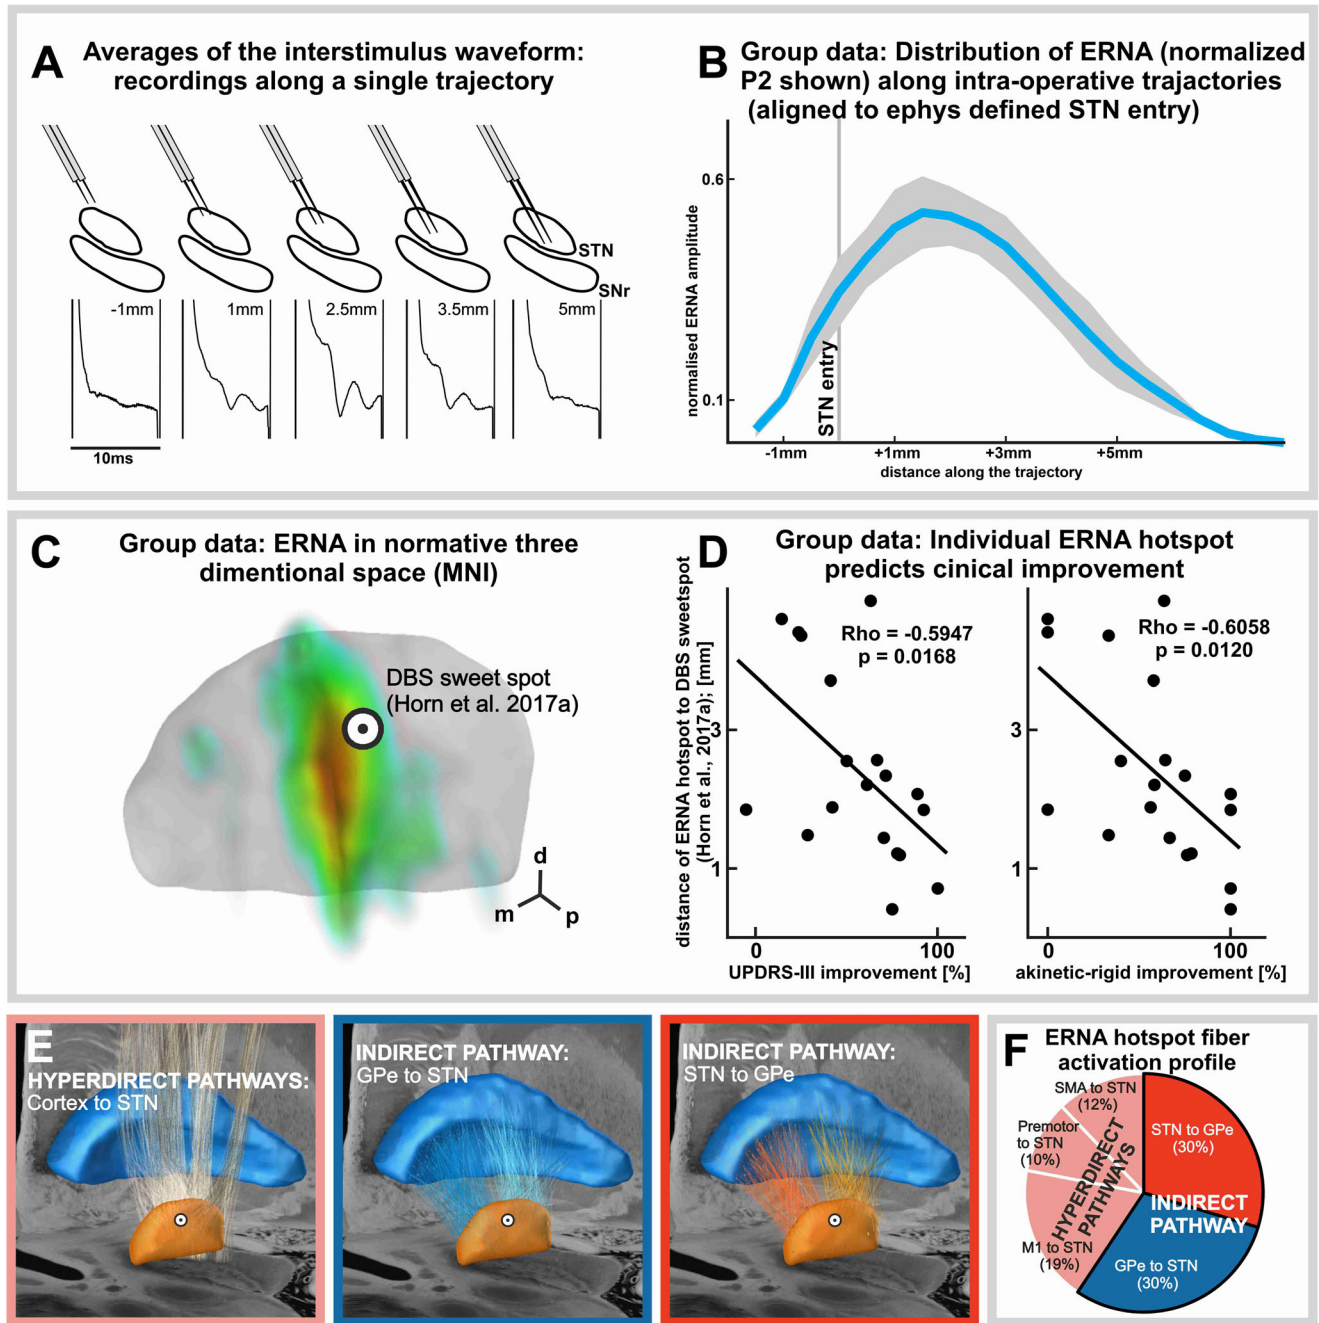 A
Averages of the interstimulus waveform:
recordings along a single trajectory
STN
SNr
-1mm
1mm
2.5mm
3.5mm
5mm
10ms
B
Group data: Distribution of ERNA (normalized
P2 shown) along intra-operative trajactories
(aligned to ephys defined STN entry)
normalised ERNA amplitude
0.6
0.1
STN entry
-1mm
+1mm
+3mm
+5mm
distance along the trajectory
C
Group data: ERNA in normative three
dimentional space (MNI)
DBS sweet spot
(Horn et al. 2017a)
d
m
p
D
Group data: Individual ERNA hotspot
predicts cinical improvement
distance of ERNA hotspot to DBS sweetspot
(Horn et al., 2017a); [mm]
Rho = -0.5947
p = 0.0168
3
1
0
100
UPDRS-III improvement [%]
Rho = -0.6058
p = 0.0120
3
1
0
100
akinetic-rigid improvement [%]
E
HYPERDIRECT PATHWAYS:
Cortex to STN
INDIRECT PATHWAY:
GPe to STN
INDIRECT PATHWAY:
STN to GPe
F
ERNA hotspot fiber
activation profile
SMA to STN
(12%)
Premotor
to STN
(10%)
M1 to STN
(19%)
HYPERDIRECT
PATHWAYS
STN to GPe
(30%)
INDIRECT
PATHWAY
GPe to STN
(30%)